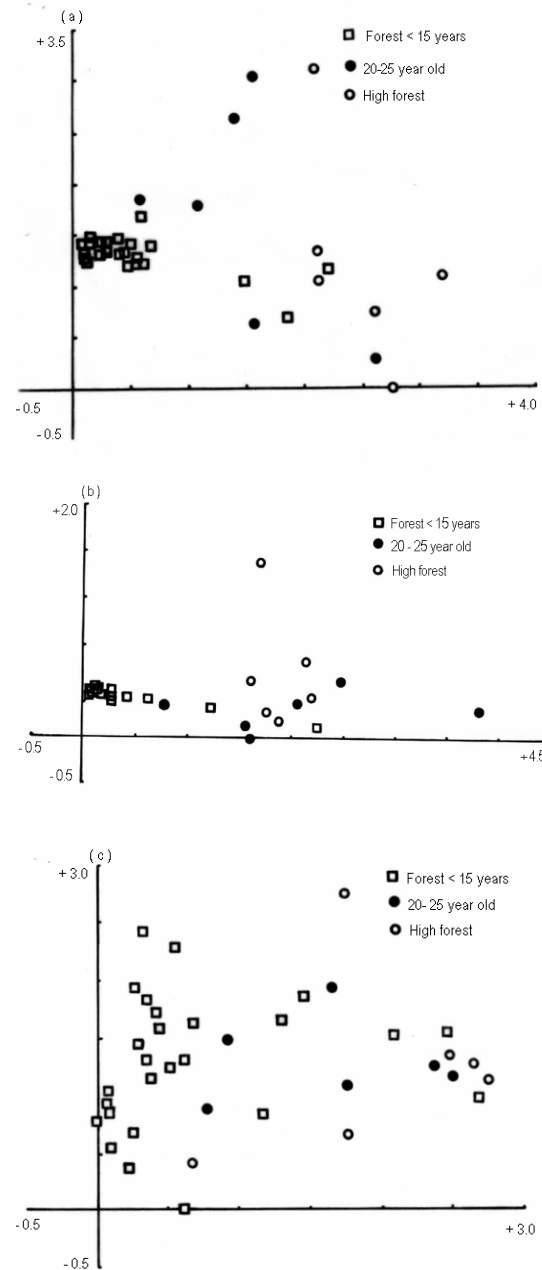 (a)
+3.5
Forest < 15 years
20-25 year old
High forest
-0.5
+4.0
-0.5
(b)
+2.0
Forest < 15 years
20 - 25 year old
High forest
-0.5
+4.5
-0.5
(c)
+3.0
Forest < 15 years
20- 25 year old
High forest
-0.5
+3.0
-0.5